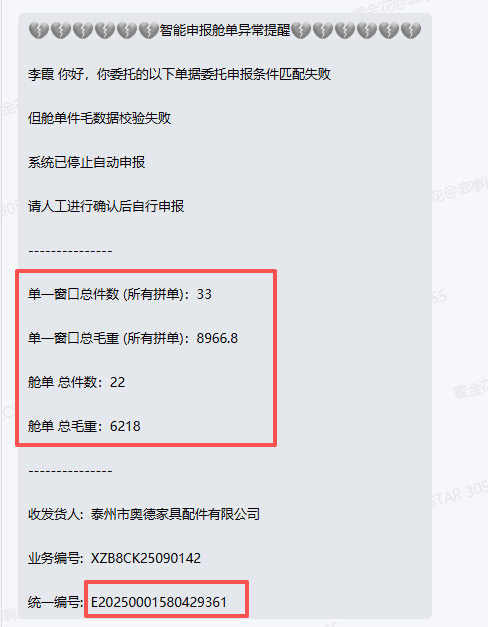 💔💔💔💔💔💔智能申报舱单异常提醒💔💔💔💔💔💔
李霞 你好，你委托的以下单据委托申报条件匹配失败
但舱单件毛数据校验失败
系统已停止自动申报
请人工进行确认后自行申报
---------------
单一窗口总件数 (所有拼单)：33
单一窗口总毛重 (所有拼单)：8966.8
舱单 总件数：22
舱单 总毛重：6218
---------------
收发货人：泰州市奥德家具配件有限公司
业务编号：XZB8CK25090142
统一编号：E20250001580429361